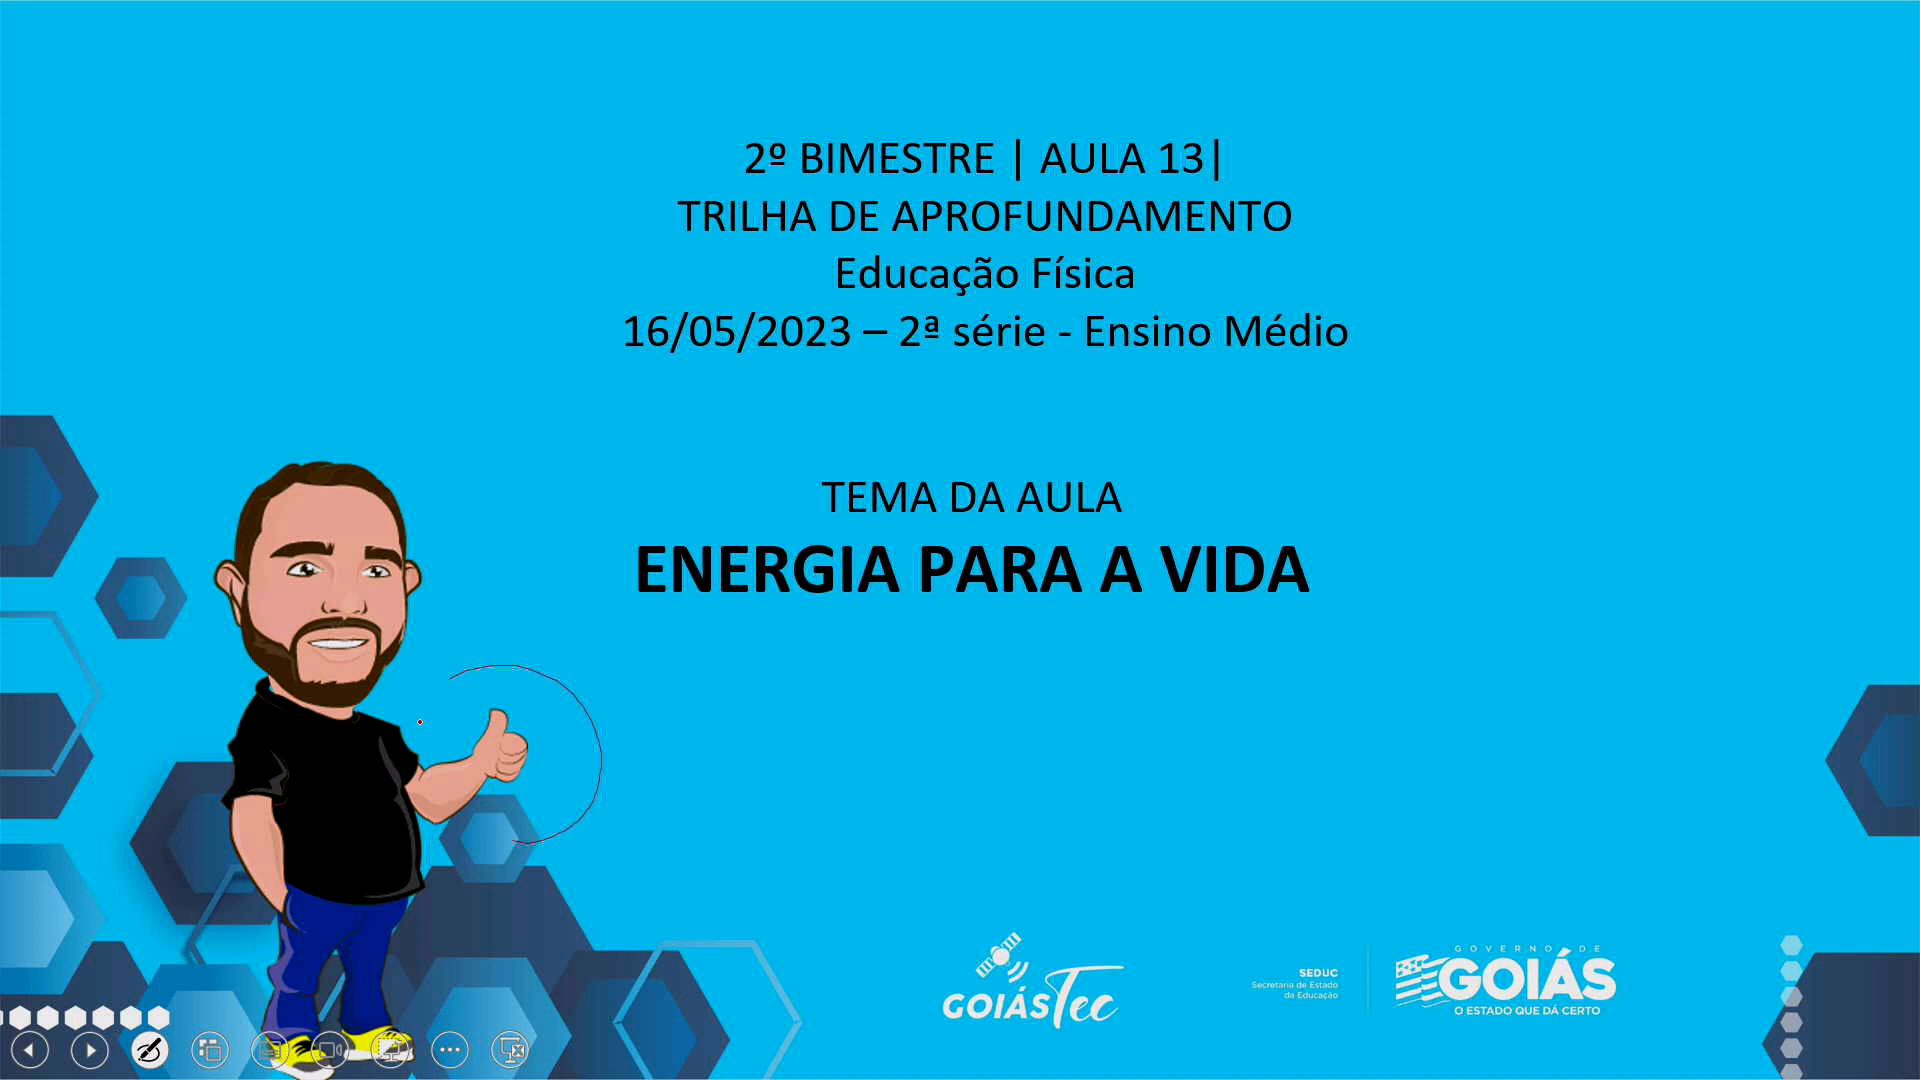 2º BIMESTRE | AULA 13|
TRILHA DE APROFUNDAMENTO
Educação Física
16/05/2023 – 2ª série - Ensino Médio
TEMA DA AULA
ENERGIA PARA A VIDA
GOIÁSTec
SEDUC
Secretaria de Estado
da Educação
GOVERNO DE
GOIÁS
O ESTADO QUE DÁ CERTO